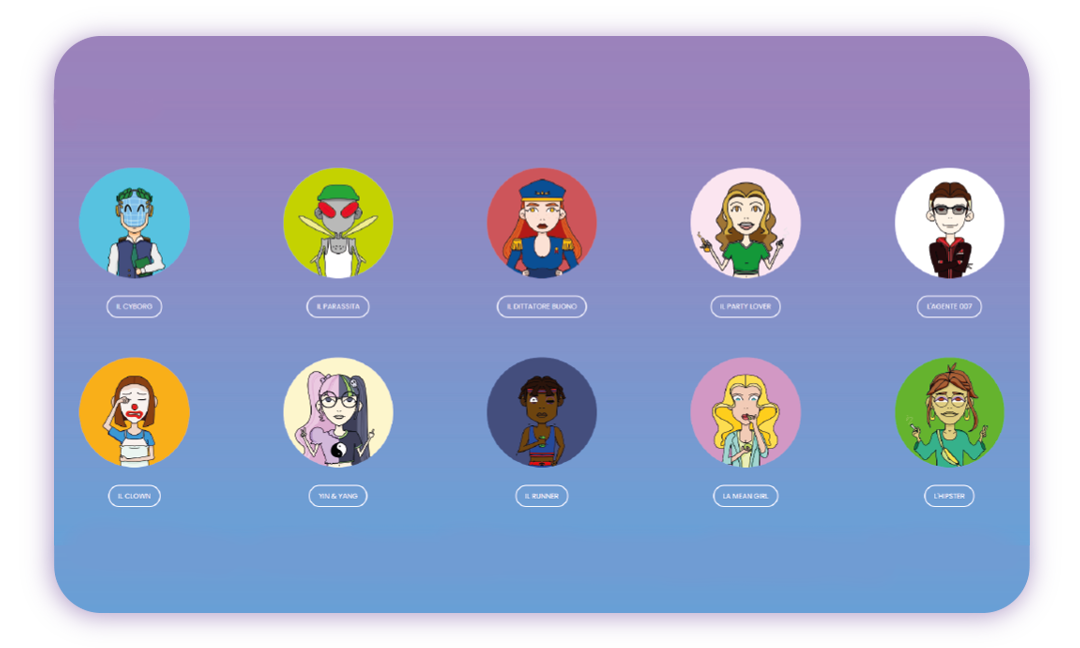 IL CYBORG
IL PARASSITA
IL DITTATORE BUONO
IL PARTY LOVER
L'AGENTE 007
IL CLOWN
YIN & YANG
IL RUNNER
LA MEAN GIRL
L'HIPSTER